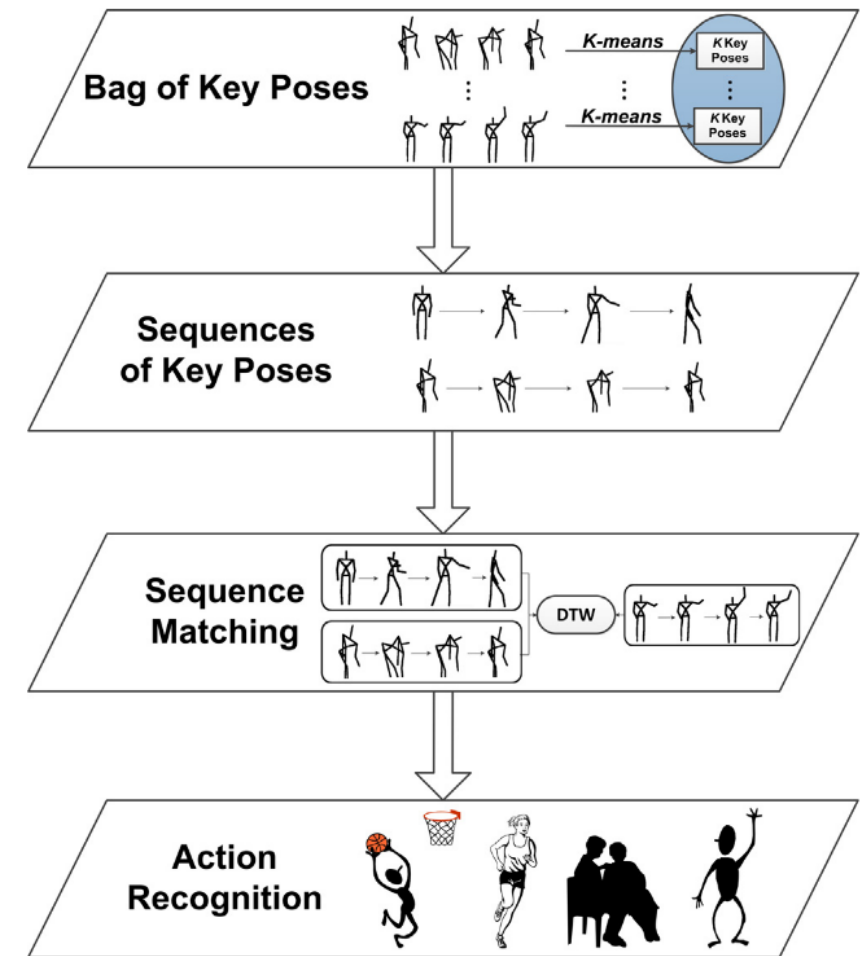 Bag of Key Poses
K-means
K Key
Poses
K-means
K Key
Poses
Sequences
of Key Poses
Sequence
Matching
DTW
Action
Recognition